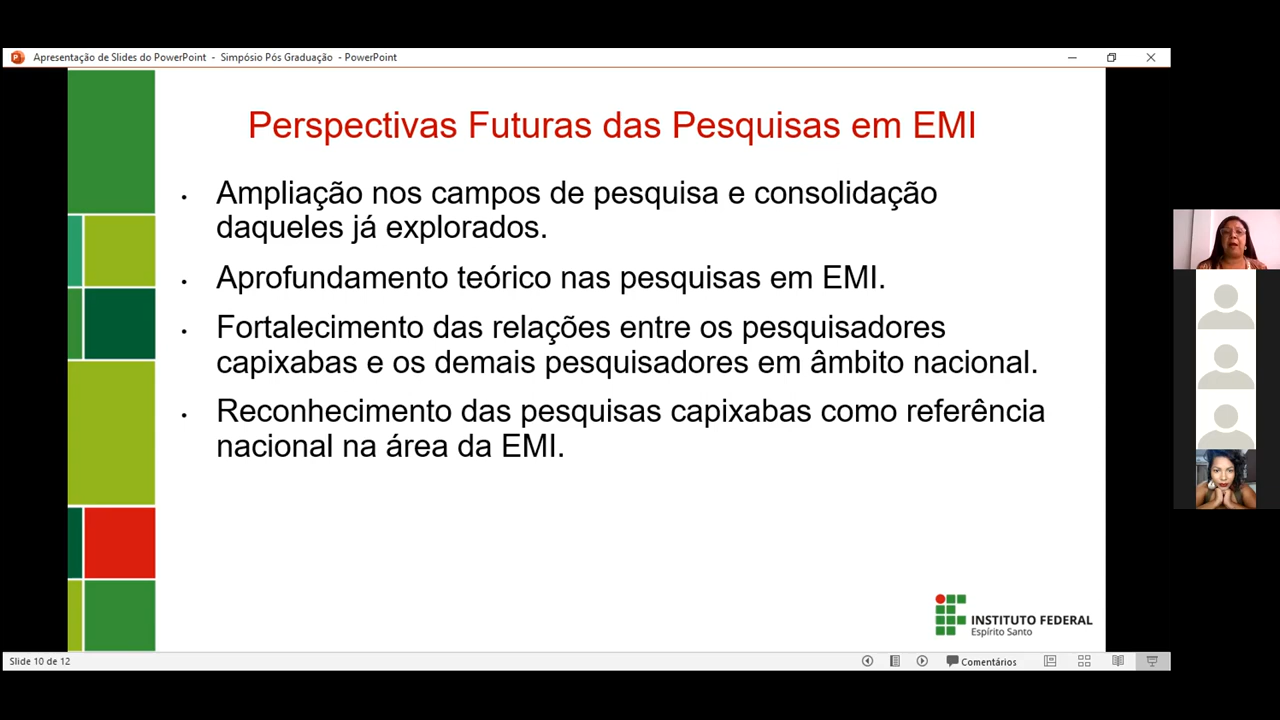 Apresentação de Slides do PowerPoint - Simpósio Pós Graduação - PowerPoint
Perspectivas Futuras das Pesquisas em EMI
• Ampliação nos campos de pesquisa e consolidação
daqueles já explorados.
• Aprofundamento teórico nas pesquisas em EMI.
• Fortalecimento das relações entre os pesquisadores
capixabas e os demais pesquisadores em âmbito nacional.
• Reconhecimento das pesquisas capixabas como referência
nacional na área da EMI.
INSTITUTO FEDERAL
Espírito Santo
Slide 10 de 12
Comentários